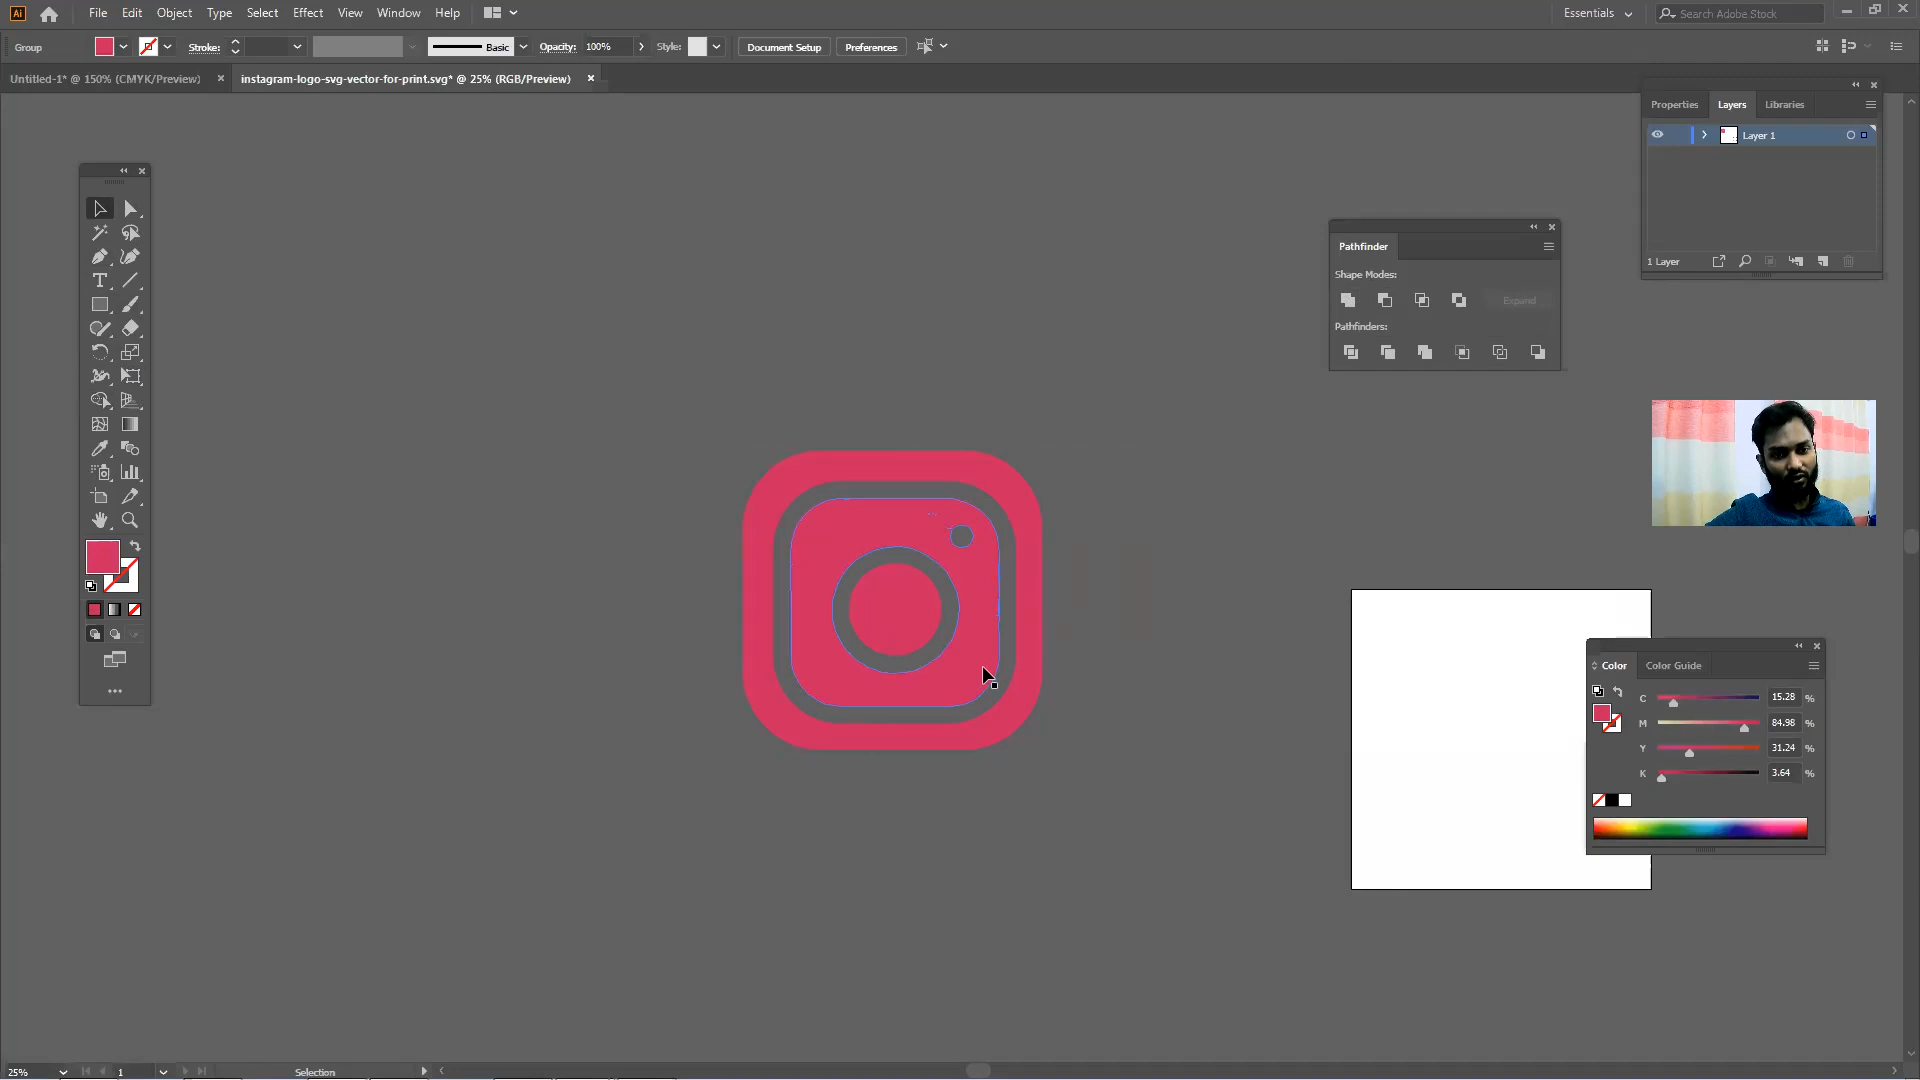 Ai File Edit Object Type Select Effect View Window Help Essentials Search Adobe Stock
Group Stroke: Basic Opacity: 100% Style: Document Setup Preferences
Untitled-1* @ 150% (CMYK/Preview) × instagram-logo-svg-vector-for-print.svg* @ 25% (RGB/Preview) ×
Properties Layers Libraries
Layer 1
1 Layer
Pathfinder
Shape Modes:
Expand
Pathfinders:
Color Color Guide
C 15.28 %
M 84.98 %
Y 31.24 %
K 3.64 %
25% 1 Selection